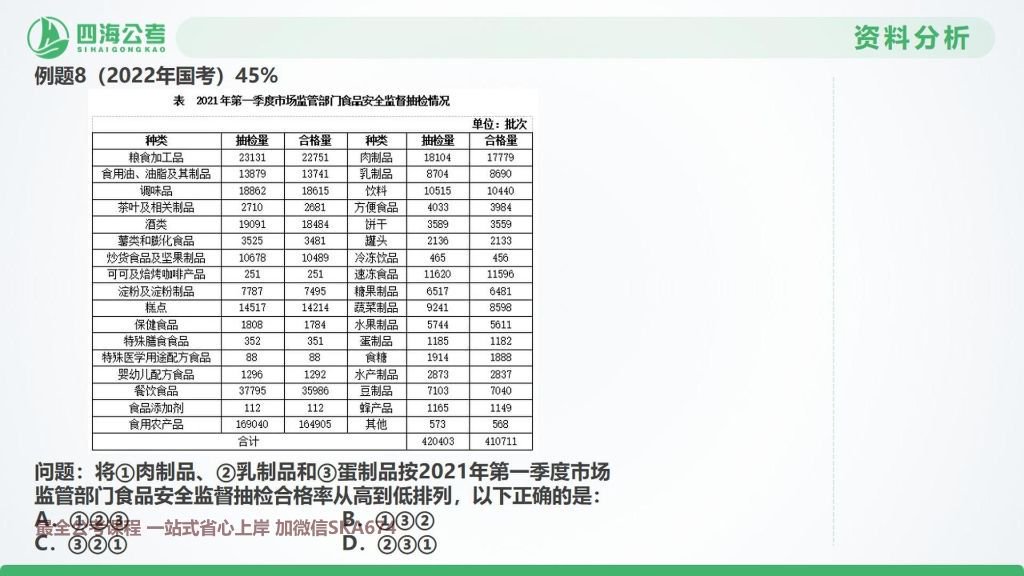 四海公考
SIHAIGONGKAO
资料分析
例题8（2022年国考）45%
表 2021年第一季度市场监管部门食品安全监督抽检情况
单位：批次
种类 抽检量 合格量 种类 抽检量 合格量
粮食加工品 23131 22751 肉制品 18104 17779
食用油、油脂及其制品 13879 13741 乳制品 8704 8690
调味品 18862 18615 饮料 10515 10440
茶叶及相关制品 2710 2681 方便食品 4033 3984
酒类 19091 18484 饼干 3589 3559
薯类和膨化食品 3525 3481 罐头 2136 2133
炒货食品及坚果制品 10678 10489 冷冻饮品 465 456
可可及焙烤咖啡产品 251 251 速冻食品 11620 11596
淀粉及淀粉制品 7787 7495 糖果制品 6517 6481
糕点 14517 14214 蔬菜制品 9241 8598
保健食品 1808 1784 水果制品 5744 5611
特殊膳食食品 352 351 蛋制品 1185 1182
特殊医学用途配方食品 88 88 食糖 1914 1888
婴幼儿配方食品 1296 1292 水产制品 2873 2837
餐饮食品 37795 35986 豆制品 7103 7040
食品添加剂 112 112 蜂产品 1165 1149
食用农产品 169040 164905 其他 573 568
合计 420403 410711
问题：将①肉制品、②乳制品和③蛋制品按2021年第一季度市场
监管部门食品安全监督抽检合格率从高到低排列，以下正确的是：
A．①②③ B．①③②
最全公考课程 一站式省心上岸 加微信SKA674
C．③②① D．②③①